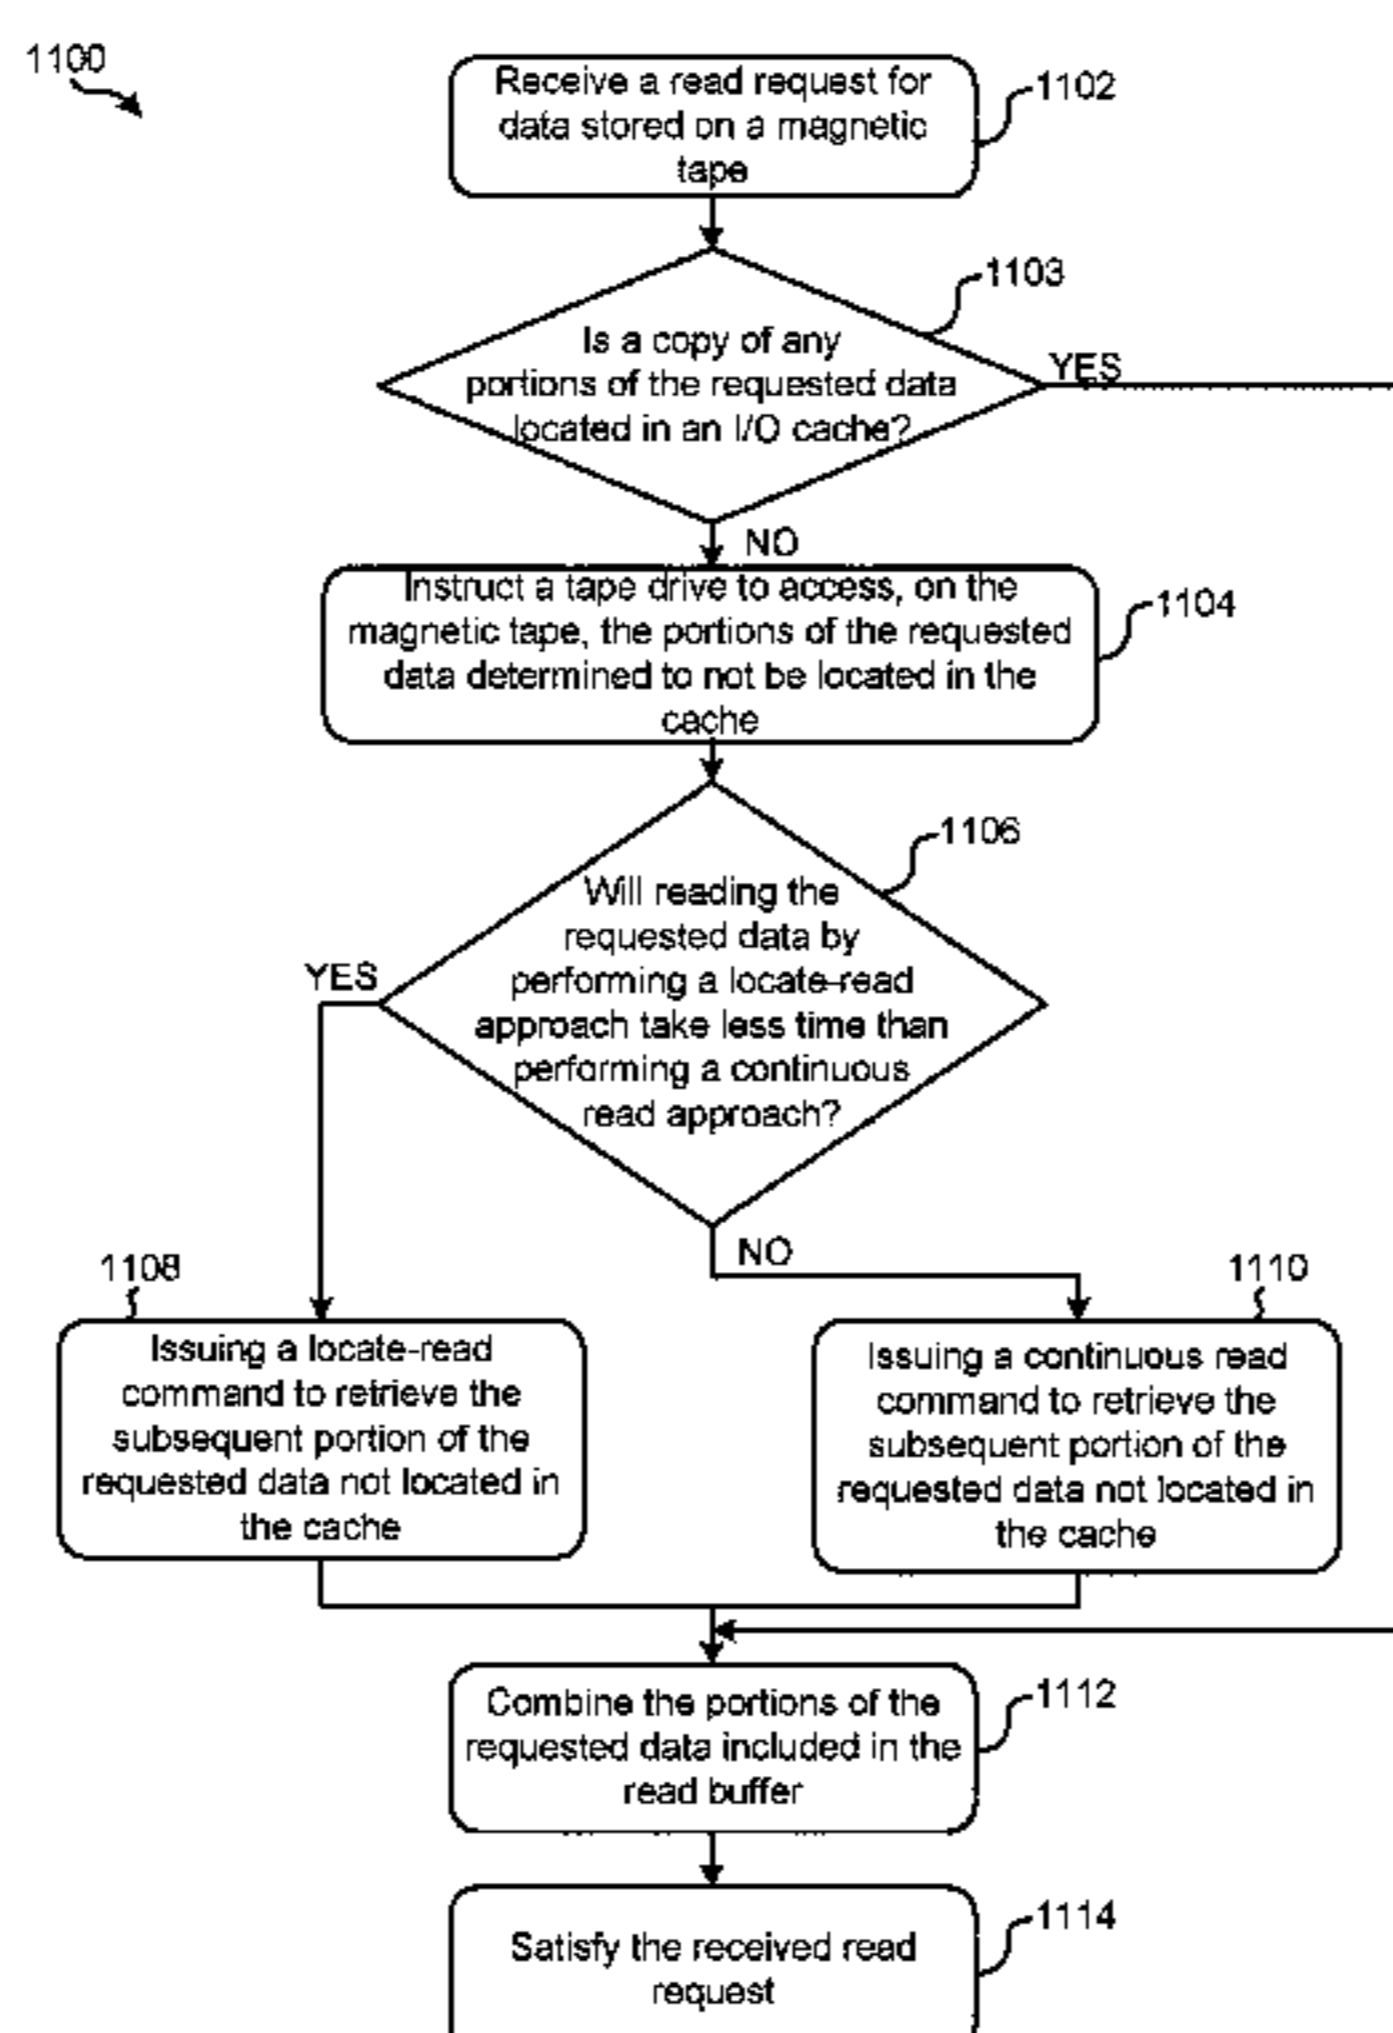 1100
Receive a read request for
data stored on a magnetic
tape
1102
1103
Is a copy of any
portions of the requested data
located in an I/O cache?
YES
NO
Instruct a tape drive to access, on the
magnetic tape, the portions of the requested
data determined to not be located in the
cache
1104
1106
Will reading the
requested data by
performing a locate-read
approach take less time than
performing a continuous
read approach?
YES
NO
1108
Issuing a locate-read
command to retrieve the
subsequent portion of the
requested data not located in
the cache
1110
Issuing a continuous read
command to retrieve the
subsequent portion of the
requested data not located in
the cache
Combine the portions of the
requested data included in the
read buffer
1112
Satisfy the received read
request
1114